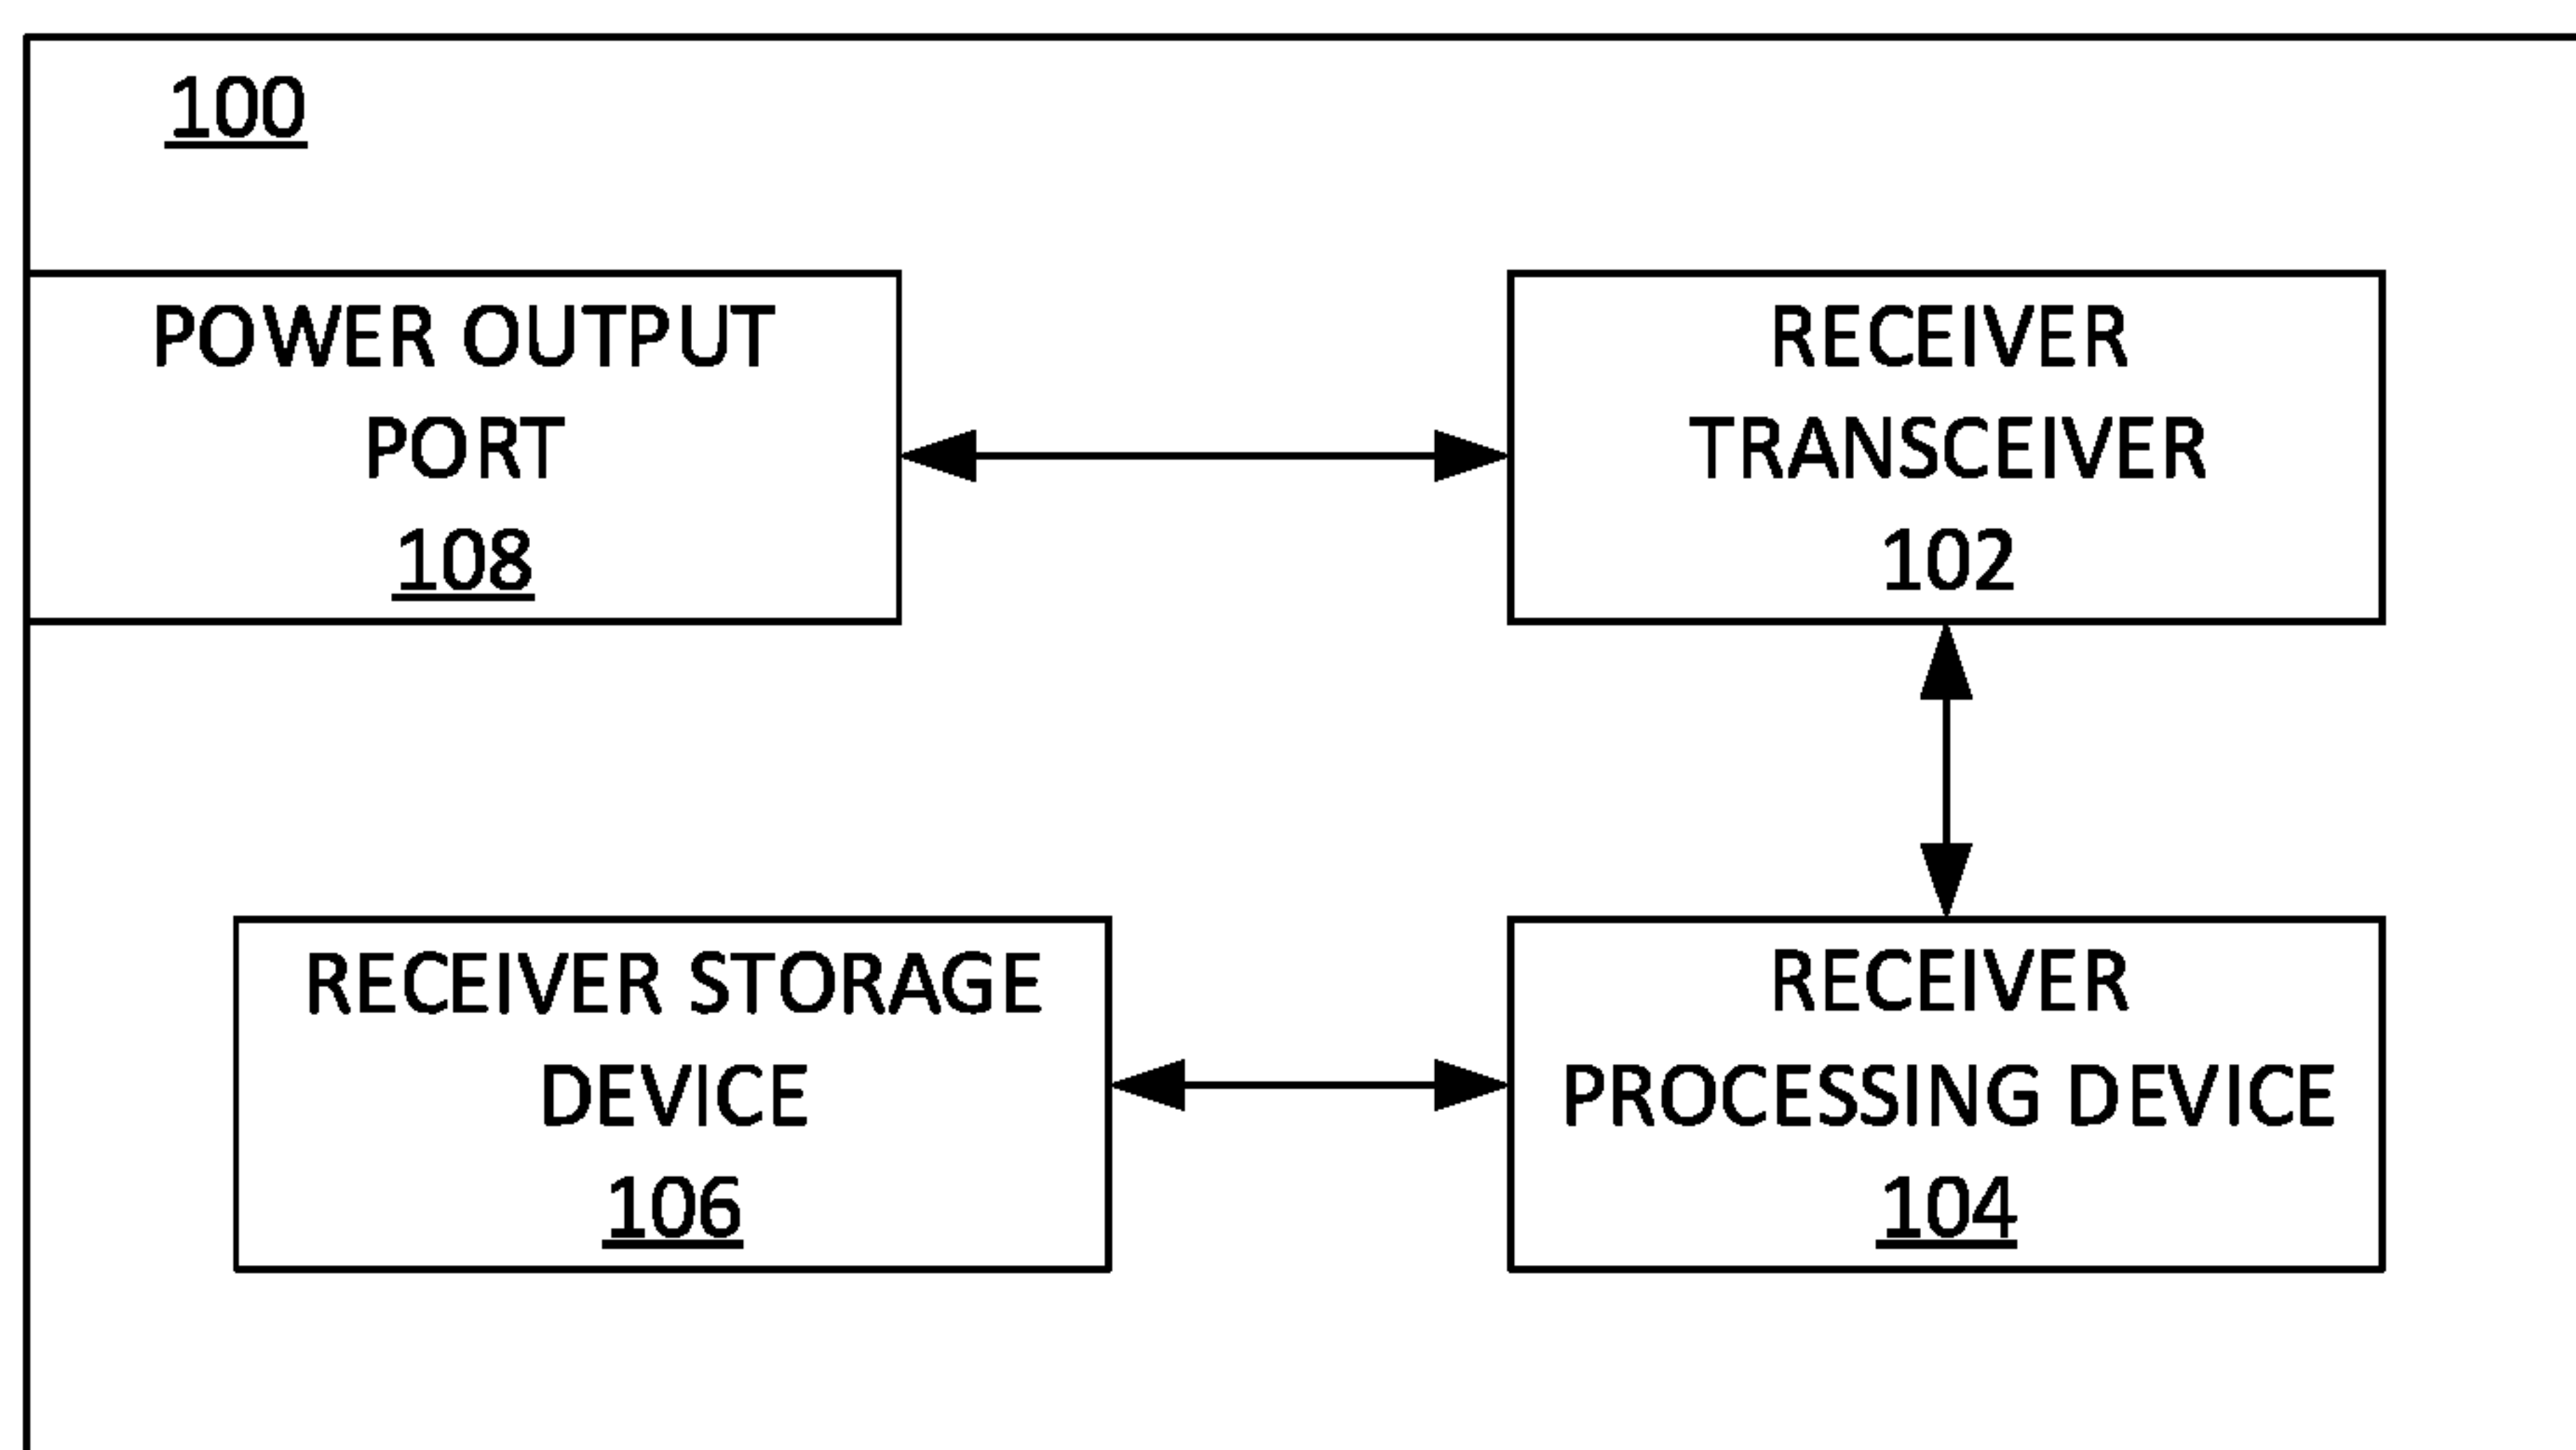 100
POWER OUTPUT
PORT
108
RECEIVER
TRANSCEIVER
102
RECEIVER STORAGE
DEVICE
106
RECEIVER
PROCESSING DEVICE
104